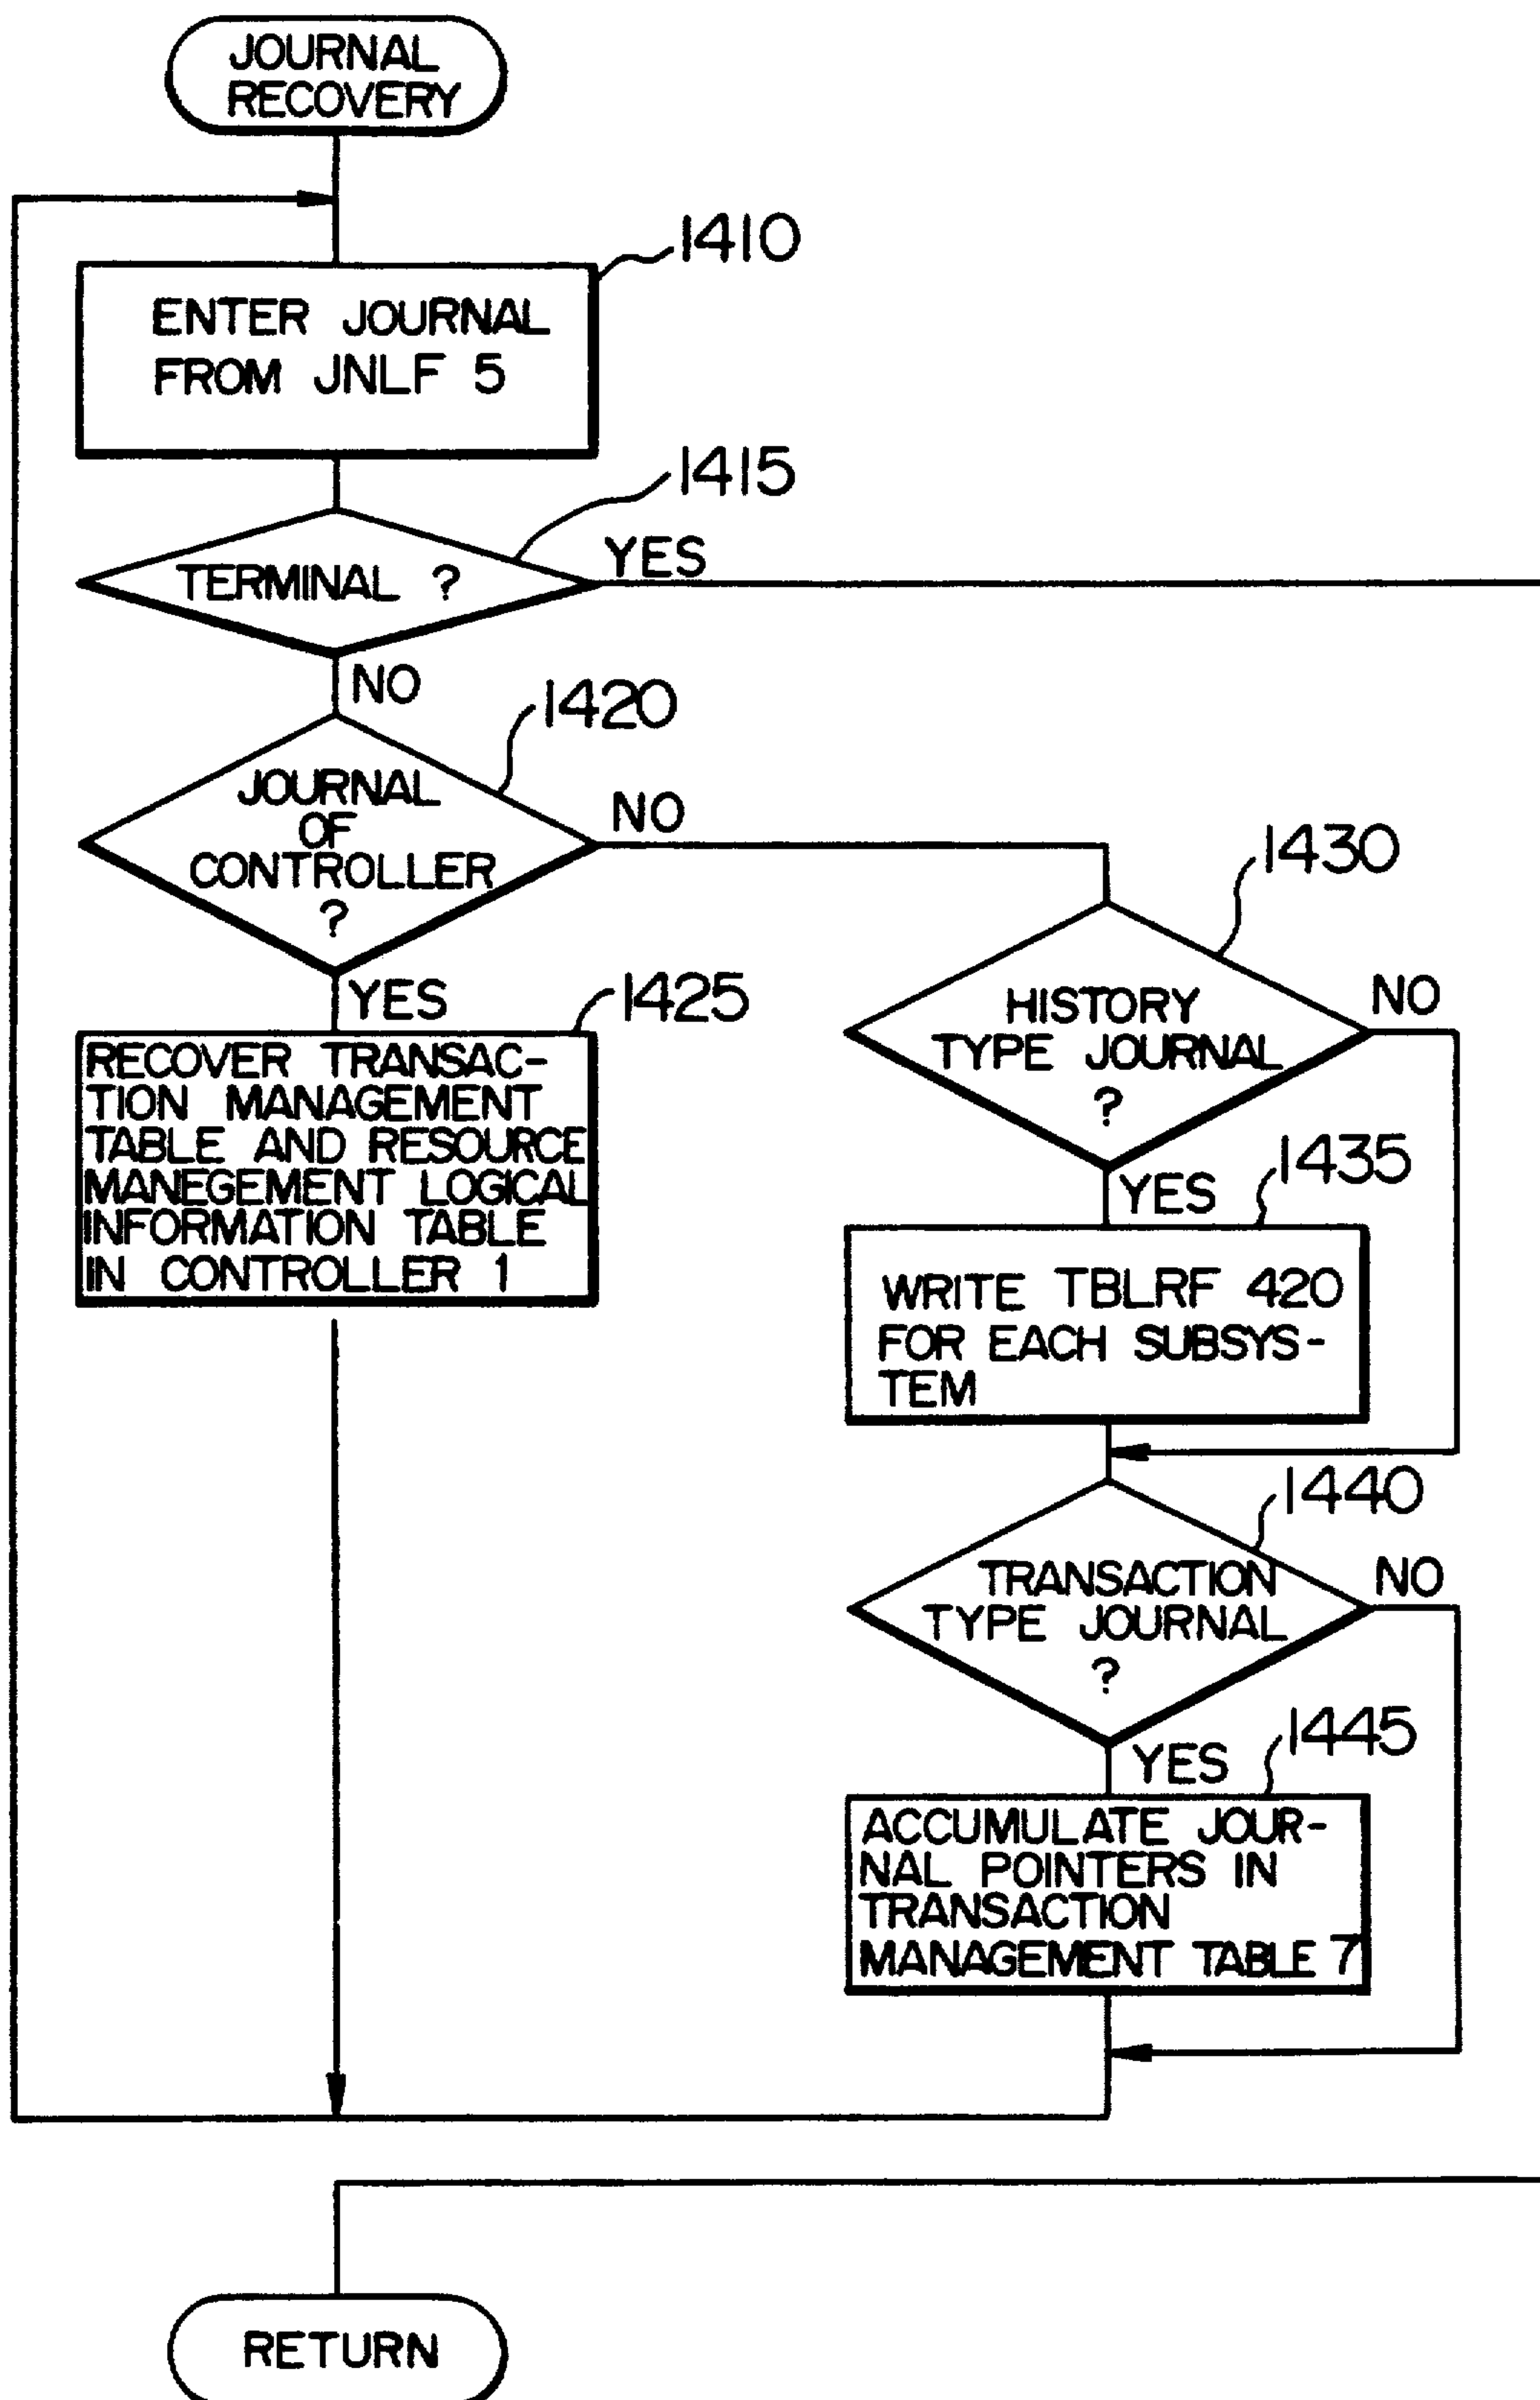 JOURNAL
RECOVERY
1410
ENTER JOURNAL
FROM JNLF 5
1415
TERMINAL ?
YES
NO
1420
JOURNAL
OF
CONTROLLER
?
NO
YES
1425
RECOVER TRANSAC-
TION MANAGEMENT
TABLE AND RESOURCE
MANEGEMENT LOGICAL
INFORMATION TABLE
IN CONTROLLER 1
1430
HISTORY
TYPE JOURNAL
?
NO
YES
1435
WRITE TBLRF 420
FOR EACH SUBSYS-
TEM
1440
TRANSACTION
TYPE JOURNAL
?
NO
YES
1445
ACCUMULATE JOUR-
NAL POINTERS IN
TRANSACTION
MANAGEMENT TABLE 7
RETURN